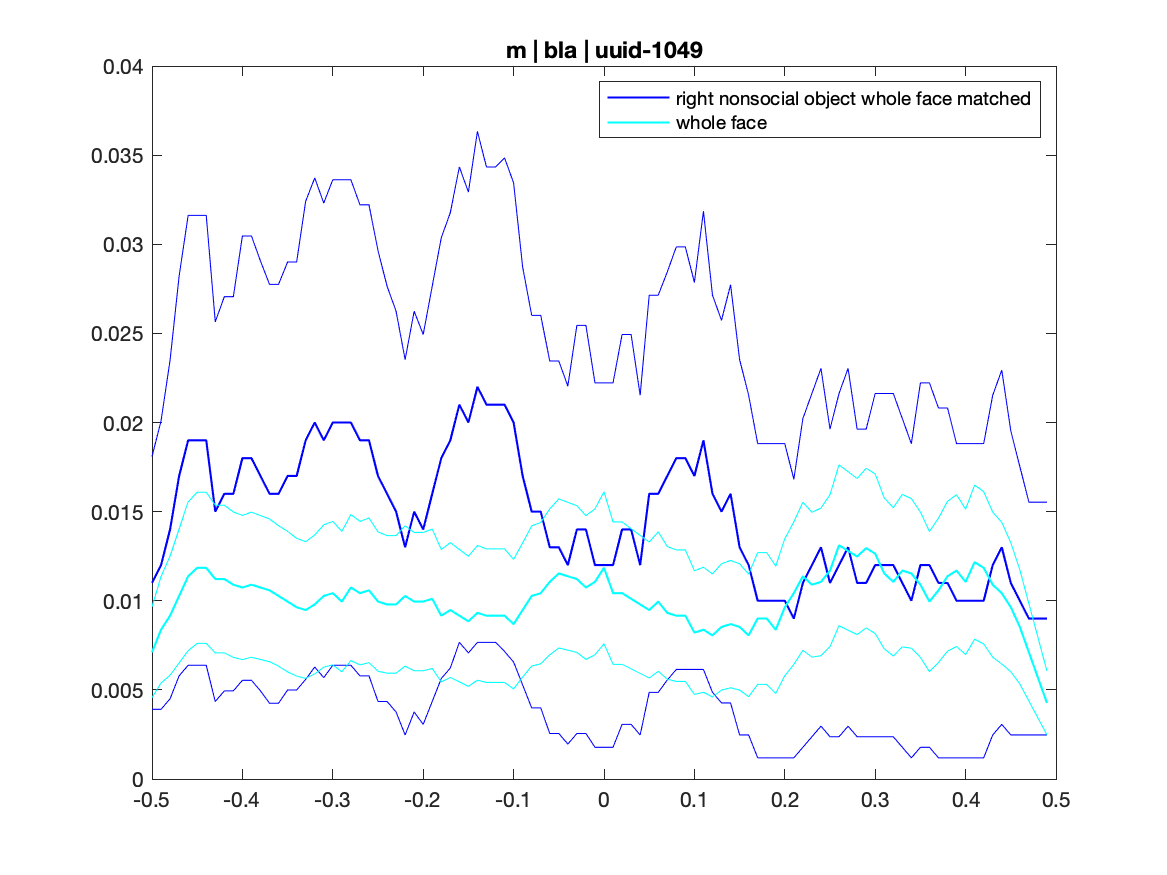 m | bla | uuid-1049
right nonsocial object whole face matched
whole face
0.04
0.035
0.03
0.025
0.02
0.015
0.01
0.005
0
-0.5 -0.4 -0.3 -0.2 -0.1 0 0.1 0.2 0.3 0.4 0.5